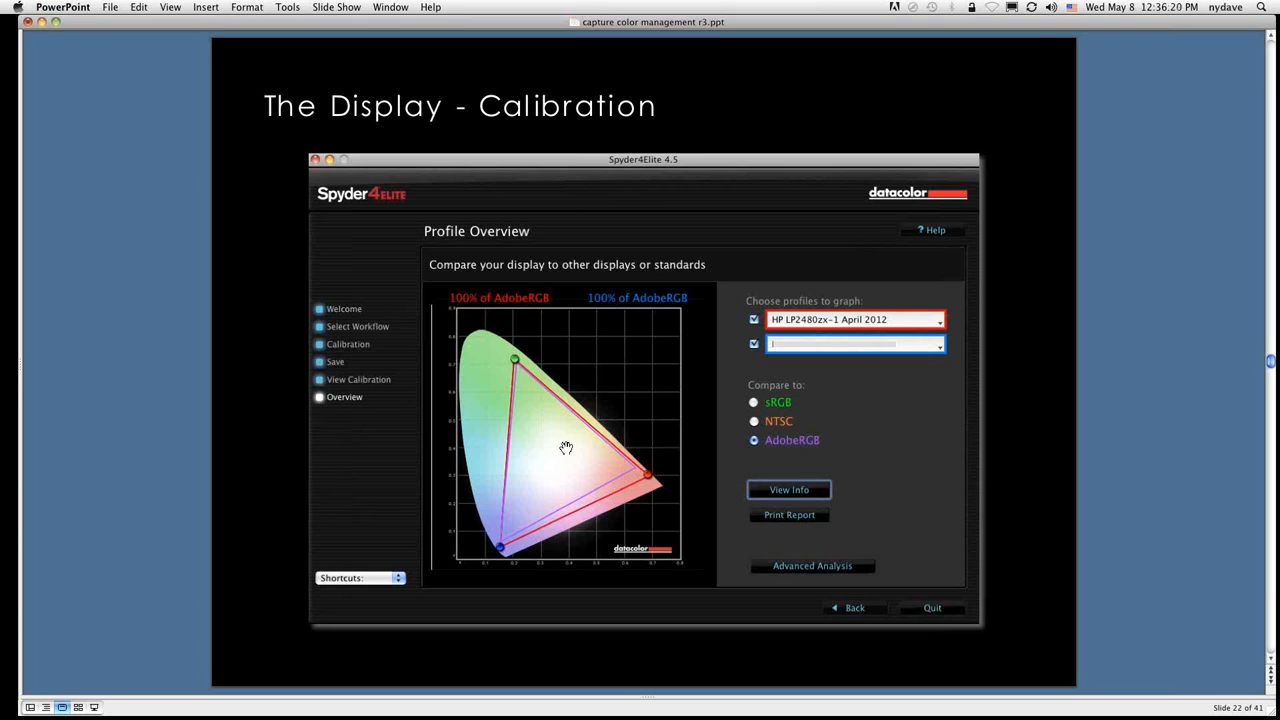 PowerPoint File Edit View Insert Format Tools Slide Show Window Help Wed May 8 12:36:20 PM nydave
capture color management r3.ppt
The Display - Calibration
Spyder4Elite 4.5
Spyder4ELITE datacolor
Profile Overview ? Help
Compare your display to other displays or standards
100% of AdobeRGB 100% of AdobeRGB
Choose profiles to graph:
HP LP2480zx-1 April 2012
Welcome
Select Workflow
Calibration
Save
View Calibration
Overview
Compare to:
sRGB
NTSC
AdobeRGB
View Info
Print Report
datacolor
Advanced Analysis
Shortcuts:
Back Quit
Slide 22 of 41